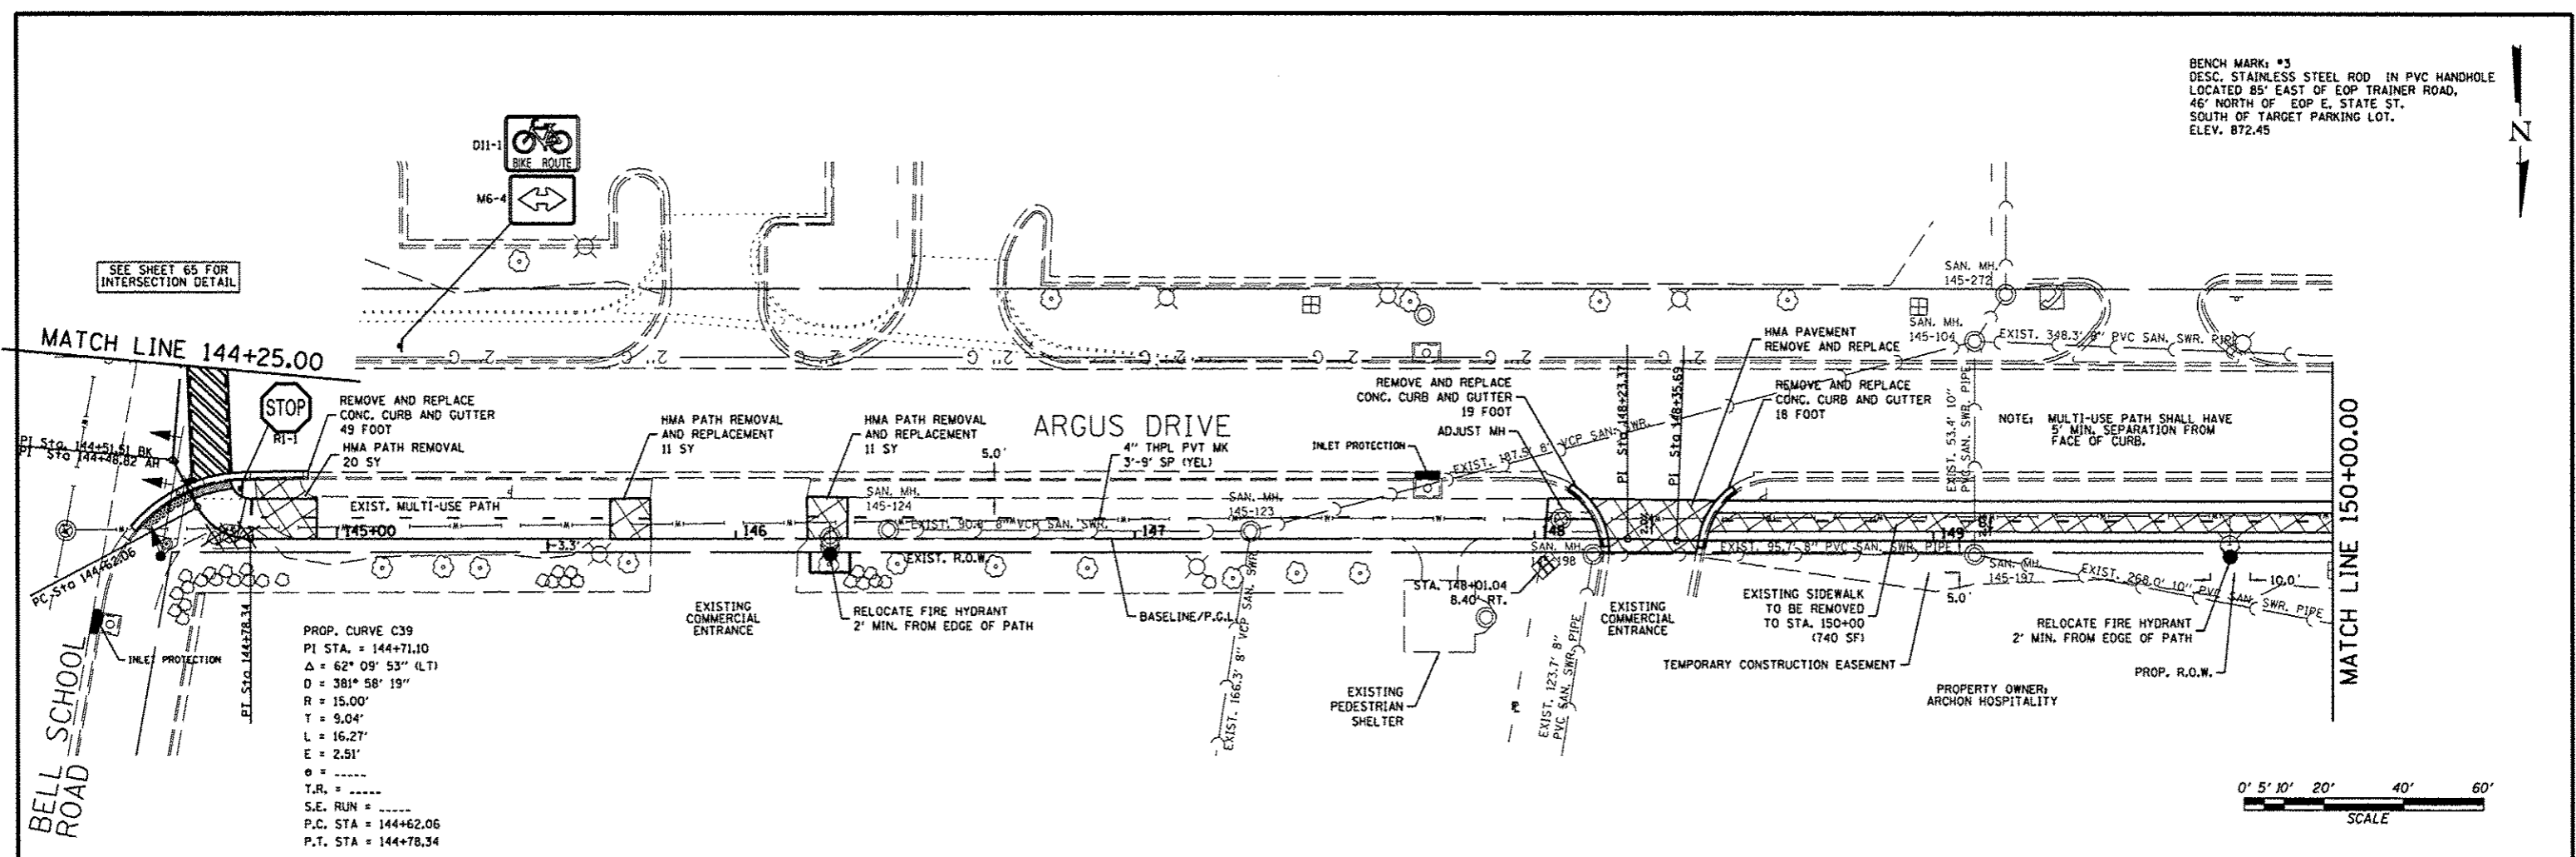 BENCH MARK: #3
DESC. STAINLESS STEEL ROD IN PVC HANDHOLE
LOCATED 85' EAST OF EOP TRAINER ROAD,
46' NORTH OF EOP E. STATE ST.
SOUTH OF TARGET PARKING LOT.
ELEV. 872.45
N
D11-1
BIKE ROUTE
M6-4
SEE SHEET 65 FOR
INTERSECTION DETAIL
MATCH LINE 144+25.00
STOP
R1-1
REMOVE AND REPLACE
CONC. CURB AND GUTTER
49 FOOT
HMA PATH REMOVAL
20 SY
PI Sta. 144+51.51 BK
PI Sta 144+48.82 AH
PC Sta 144+62.06
PT Sta 144+78.34
EXIST. MULTI-USE PATH
HMA PATH REMOVAL
AND REPLACEMENT
11 SY
HMA PATH REMOVAL
AND REPLACEMENT
11 SY
5.0'
ARGUS DRIVE
4" THPL PVT MK
3'-9' SP (YEL)
2" G 2" G 2" G 2" G
SAN. MH.
145-124
EXIST. 90.6' 8" VCP SAN. SWR.
SAN. MH.
145-123
145+00
146
147
148
149
3.3'
EXIST. R.O.W.
EXISTING
COMMERCIAL
ENTRANCE
RELOCATE FIRE HYDRANT
2' MIN. FROM EDGE OF PATH
BASELINE/P.G.L.
EXIST. 166.3' 8" VCP SAN. SWR.
INLET PROTECTION
EXIST. 187.5' 8" VCP SAN. SWR.
REMOVE AND REPLACE
CONC. CURB AND GUTTER
19 FOOT
ADJUST MH
PI Sta 148+23.37
PI Sta 148+35.69
HMA PAVEMENT
REMOVE AND REPLACE
REMOVE AND REPLACE
CONC. CURB AND GUTTER
18 FOOT
SAN. MH.
145-272
SAN. MH.
145-104
EXIST. 348.3' 8" PVC SAN. SWR. PIPE
EXIST. 53.4' 10"
PVC SAN. SWR. PIPE
NOTE: MULTI-USE PATH SHALL HAVE
5' MIN. SEPARATION FROM
FACE OF CURB.
MATCH LINE 150+00.00
SAN. MH.
EXIST. 95.7' 8" PVC SAN. SWR. PIPE
STA. 148+01.04
8.40' RT.
EXISTING
PEDESTRIAN
SHELTER
EXIST. 123.7' 8"
PVC SAN. SWR. PIPE
EXISTING
COMMERCIAL
ENTRANCE
EXISTING SIDEWALK
TO BE REMOVED
TO STA. 150+00
(740 SF)
5.0'
TEMPORARY CONSTRUCTION EASEMENT
SAN. MH.
145-197
EXIST. 268.0' 10" PVC SAN. SWR. PIPE
10.0'
RELOCATE FIRE HYDRANT
2' MIN. FROM EDGE OF PATH
PROP. R.O.W.
PROPERTY OWNER:
ARCHON HOSPITALITY
BELL SCHOOL
ROAD
INLET PROTECTION
PROP. CURVE C39
PI STA. = 144+71.10
Δ = 62° 09' 53" (LT)
D = 381° 58' 19"
R = 15.00'
T = 9.04'
L = 16.27'
E = 2.51'
e = -----
T.R. = -----
S.E. RUN = -----
P.C. STA = 144+62.06
P.T. STA = 144+78.34
0' 5' 10' 20' 40' 60'
SCALE